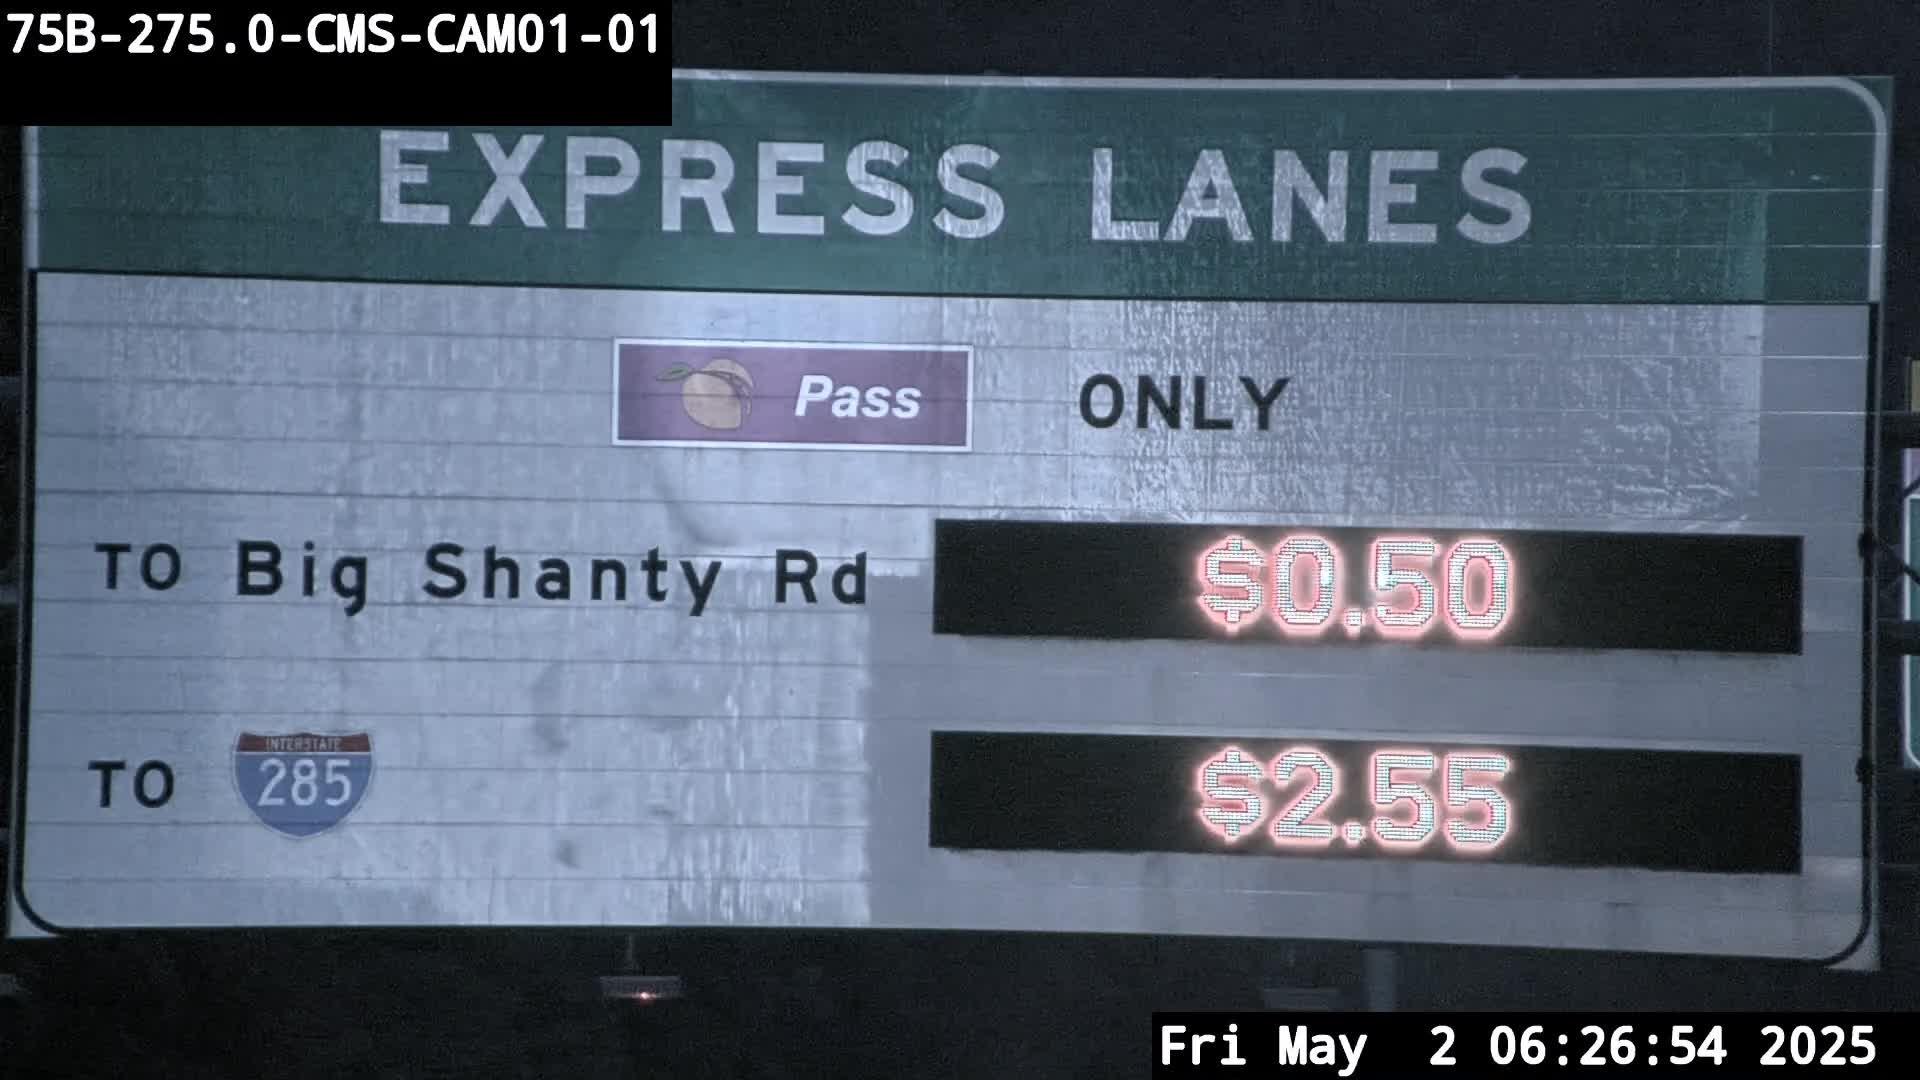 75B-275.0-CMS-CAM01-01
EXPRESS LANES
Pass ONLY
TO Big Shanty Rd $0.50
INTERSTATE
TO 285 $2.55
Fri May 2 06:26:54 2025